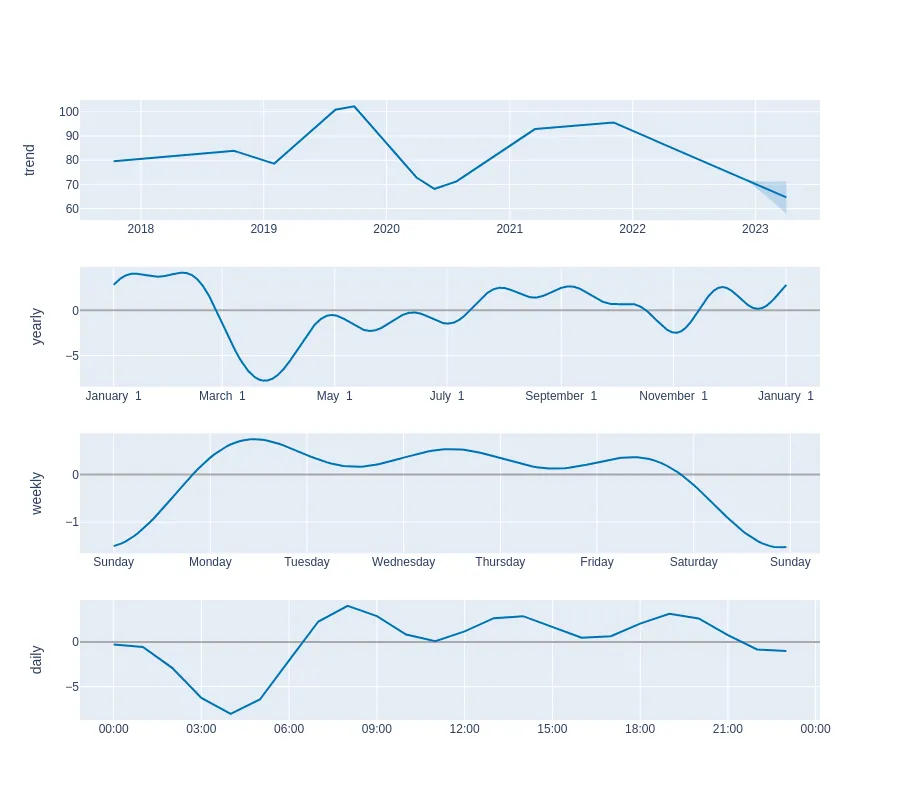 trend
100
90
80
70
60
2018 2019 2020 2021 2022 2023
yearly
0
−5
January 1 March 1 May 1 July 1 September 1 November 1 January 1
weekly
0
−1
Sunday Monday Tuesday Wednesday Thursday Friday Saturday Sunday
daily
0
−5
00:00 03:00 06:00 09:00 12:00 15:00 18:00 21:00 00:00